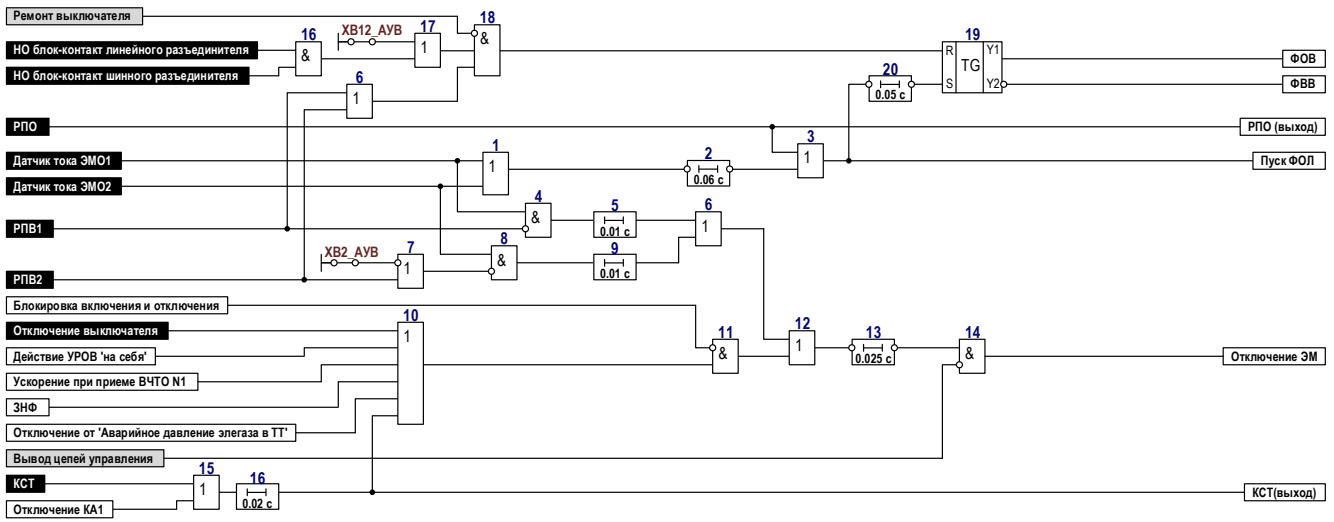 Ремонт выключателя
18
ХВ12_АУВ
17
16
&
19
НО блок-контакт линейного разъединителя
1
&
R
Y1
TG
ФОВ
НО блок-контакт шинного разъединителя
6
20
S
Y2
ФВВ
1
0.05 с
РПО
3
РПО (выход)
Датчик тока ЭМО1
1
2
1
Пуск ФОЛ
1
0.06 с
Датчик тока ЭМО2
4
5
6
&
РПВ1
0.01 с
1
ХВ2_АУВ
7
8
9
&
1
РПВ2
0.01 с
Блокировка включения и отключения
10
11
12
13
14
Отключение выключателя
1
&
1
0.025 с
&
Отключение ЭМ
Действие УРОВ 'на себя'
Ускорение при приеме ВЧТО N1
ЗНФ
Отключение от 'Аварийное давление элегаза в ТТ'
Вывод цепей управления
15
16
КСТ
1
0.02 с
КСТ(выход)
Отключение КА1